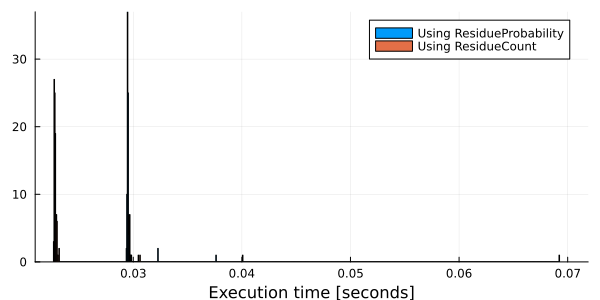 Using ResidueProbability
Using ResidueCount
30
20
10
0
0.03 0.04 0.05 0.06 0.07
Execution time [seconds]